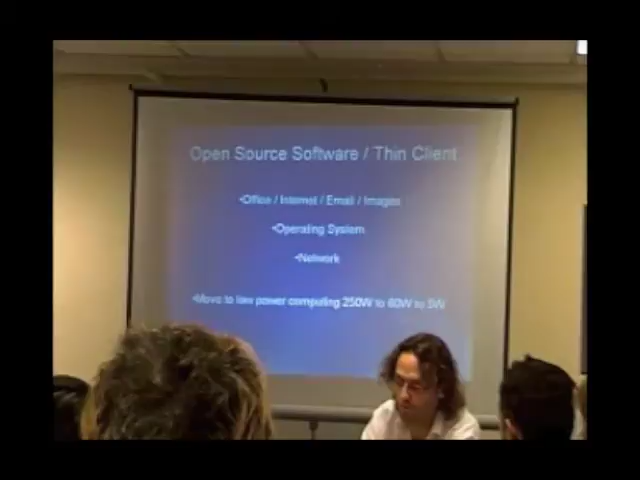 Open Source Software / Thin Client
•Office / Internet / Email / Images
•Operating System
•Network
•Move to low power computing 250W to 60W to 5W